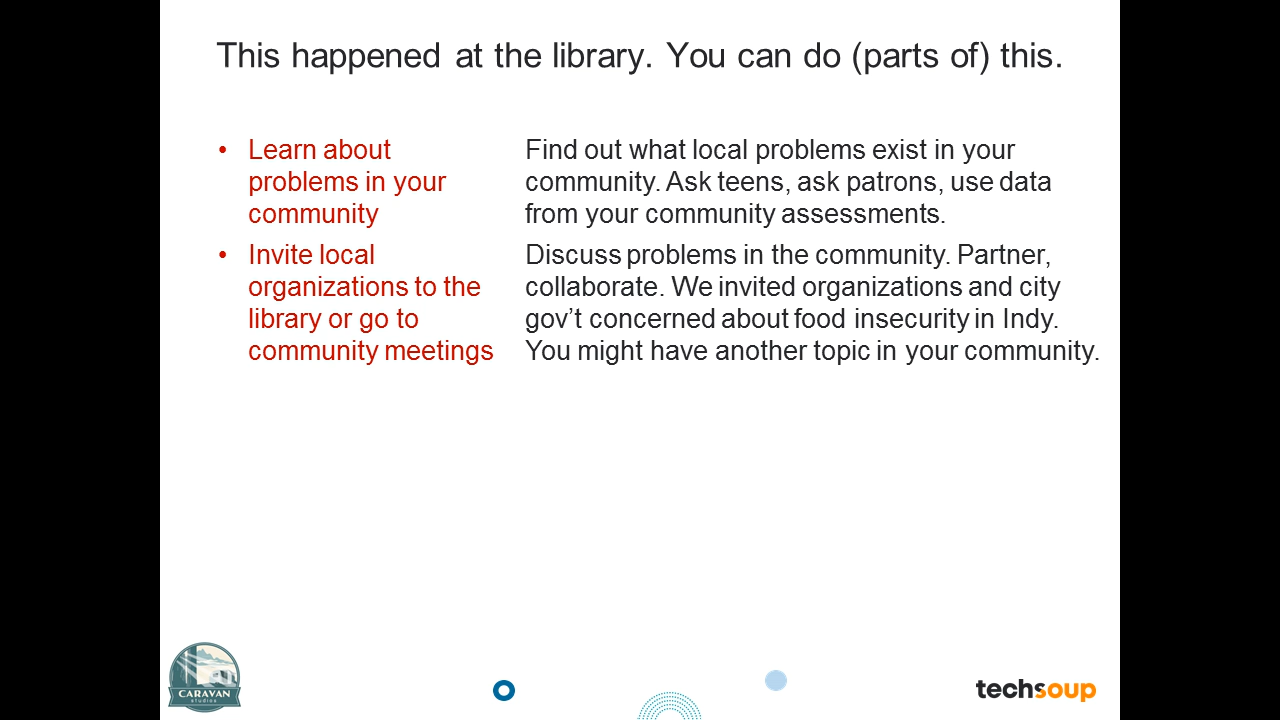 This happened at the library. You can do (parts of) this.
• Learn about
problems in your
community
Find out what local problems exist in your
community. Ask teens, ask patrons, use data
from your community assessments.
• Invite local
organizations to the
library or go to
community meetings
Discuss problems in the community. Partner,
collaborate. We invited organizations and city
gov’t concerned about food insecurity in Indy.
You might have another topic in your community.
CARAVAN
studios
techsoup